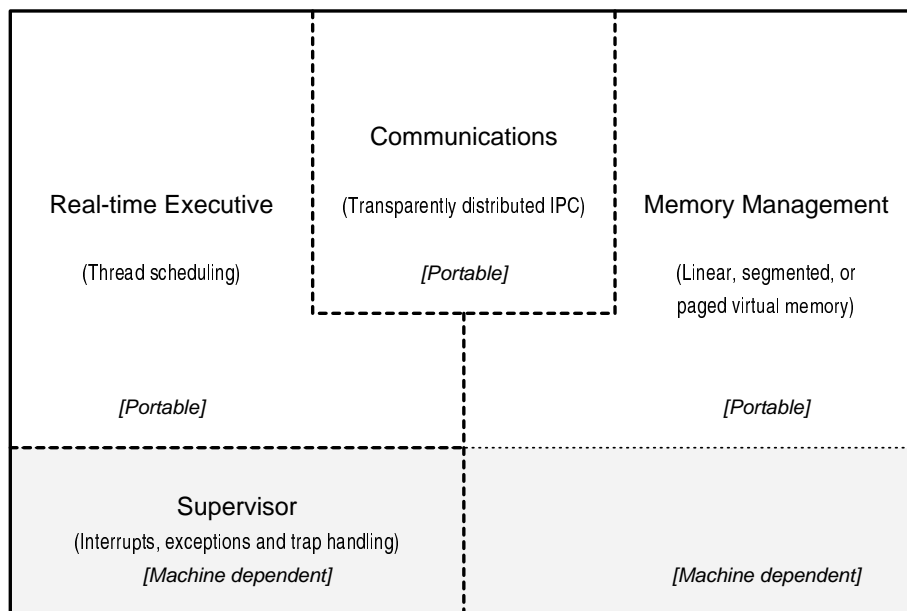 Communications
(Transparently distributed IPC)
[Portable]
Real-time Executive
(Thread scheduling)
[Portable]
Memory Management
(Linear, segmented, or
paged virtual memory)
[Portable]
Supervisor
(Interrupts, exceptions and trap handling)
[Machine dependent]
[Machine dependent]